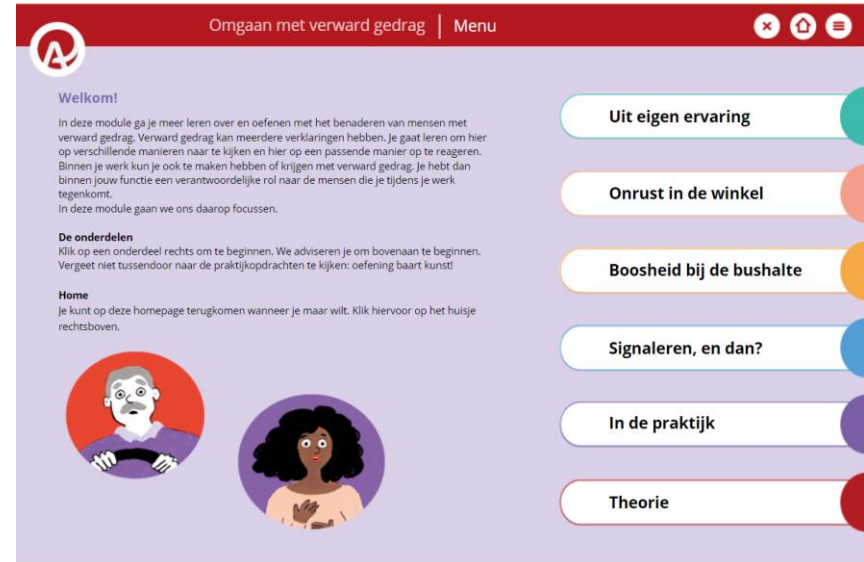 Omgaan met verward gedrag | Menu
A
Welkom!
In deze module ga je meer leren over en oefenen met het benaderen van mensen met
verward gedrag. Verward gedrag kan meerdere verklaringen hebben. Je gaat leren om hier
op verschillende manieren naar te kijken en hier op een passende manier op te reageren.
Binnen je werk kun je ook te maken hebben of krijgen met verward gedrag. Je hebt dan
binnen jouw functie een verantwoordelijke rol naar de mensen die je tijdens je werk
tegenkomt.
In deze module gaan we ons daarop focussen.
De onderdelen
Klik op een onderdeel rechts om te beginnen. We adviseren je om bovenaan te beginnen.
Vergeet niet tussendoor naar de praktijkopdrachten te kijken: oefening baart kunst!
Home
Je kunt op deze homepage terugkomen wanneer je maar wilt. Klik hiervoor op het huisje
rechtsboven.
Uit eigen ervaring
Onrust in de winkel
Boosheid bij de bushalte
Signaleren, en dan?
In de praktijk
Theorie